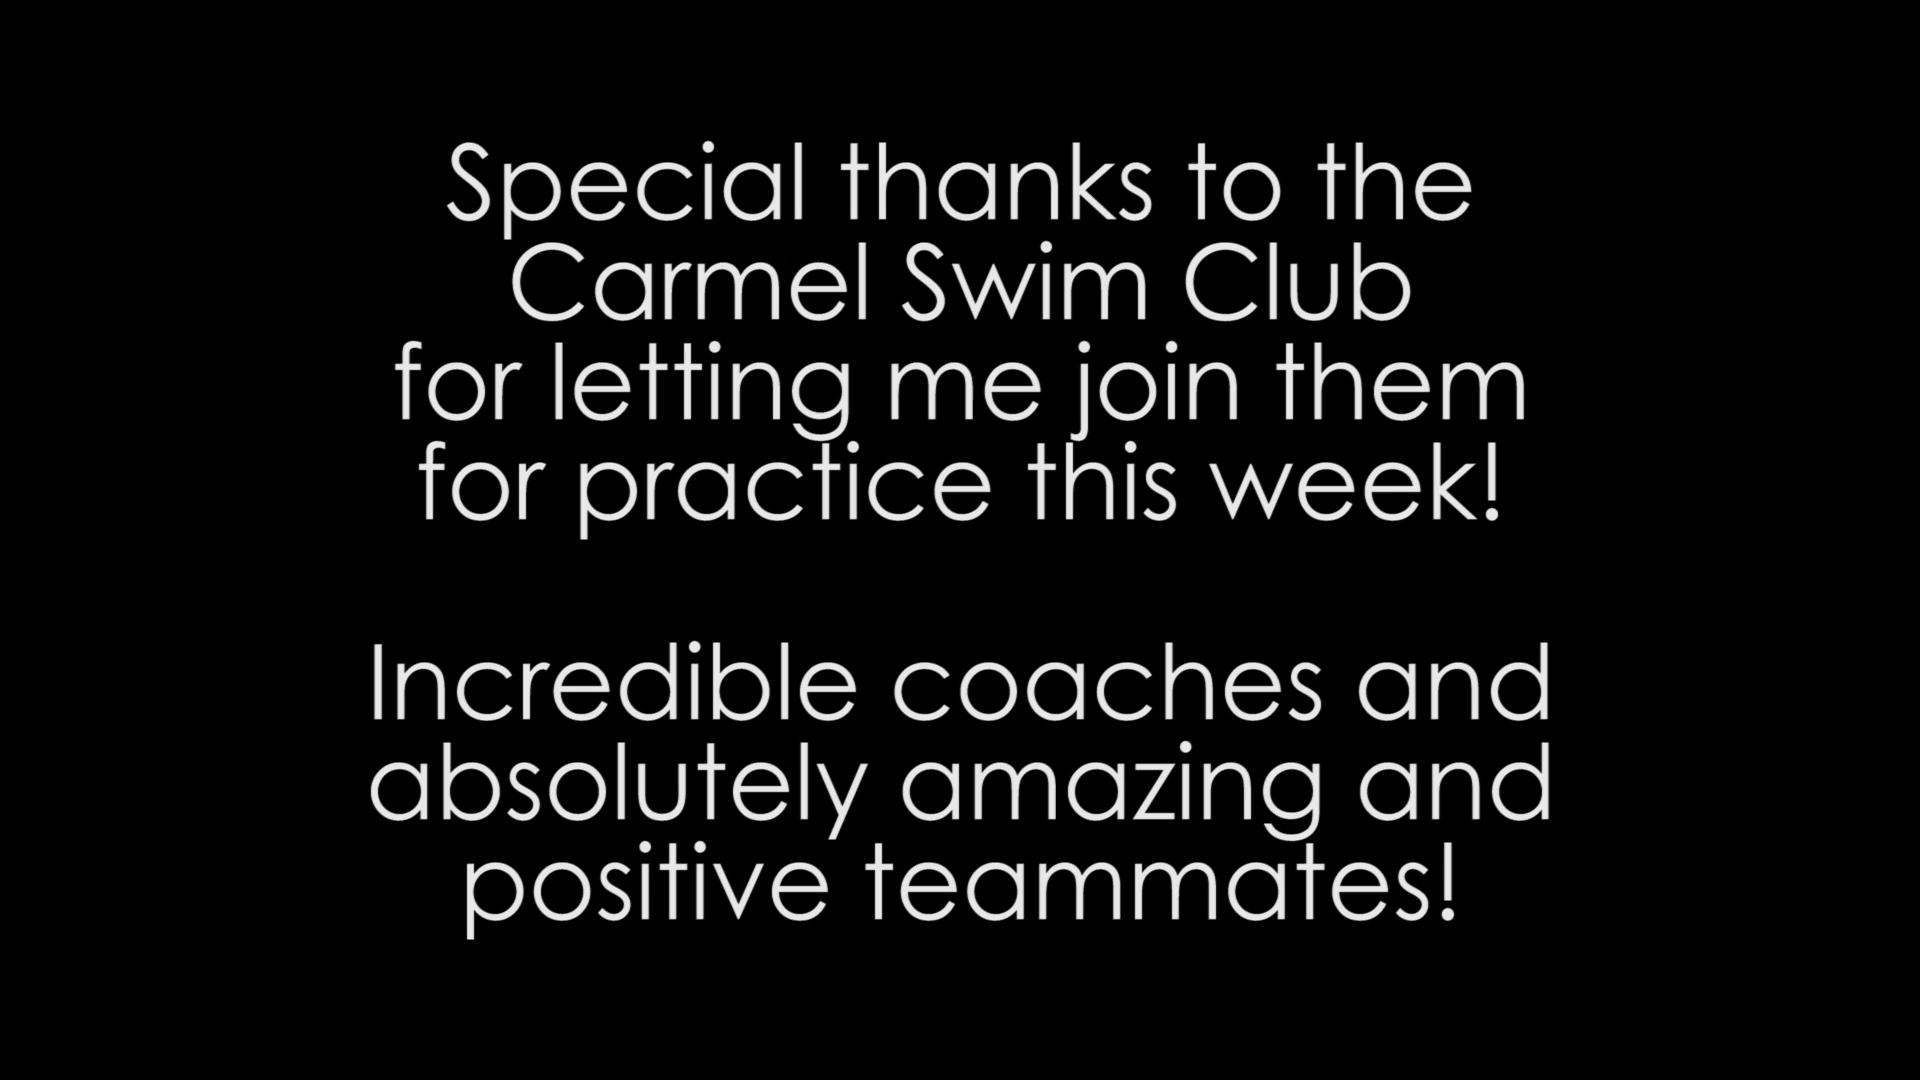 Special thanks to the
Carmel Swim Club
for letting me join them
for practice this week!
Incredible coaches and
absolutely amazing and
positive teammates!